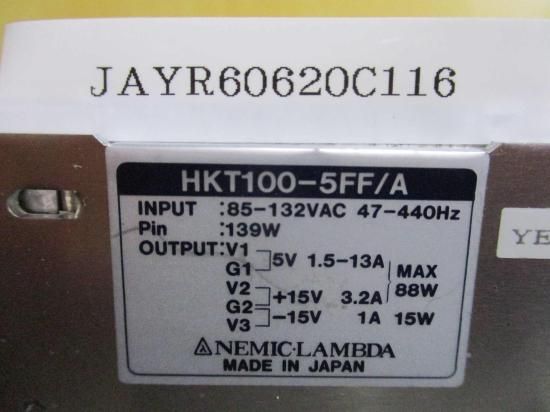 JAYR60620C116
HKT100-5FF/A
INPUT :85-132VAC 47-440Hz
Pin :139W
OUTPUT:V1
G1 5V 1.5-13A
V2 +15V 3.2A MAX 88W
G2
V3 -15V 1A 15W
NEMIC-LAMBDA
MADE IN JAPAN
YE